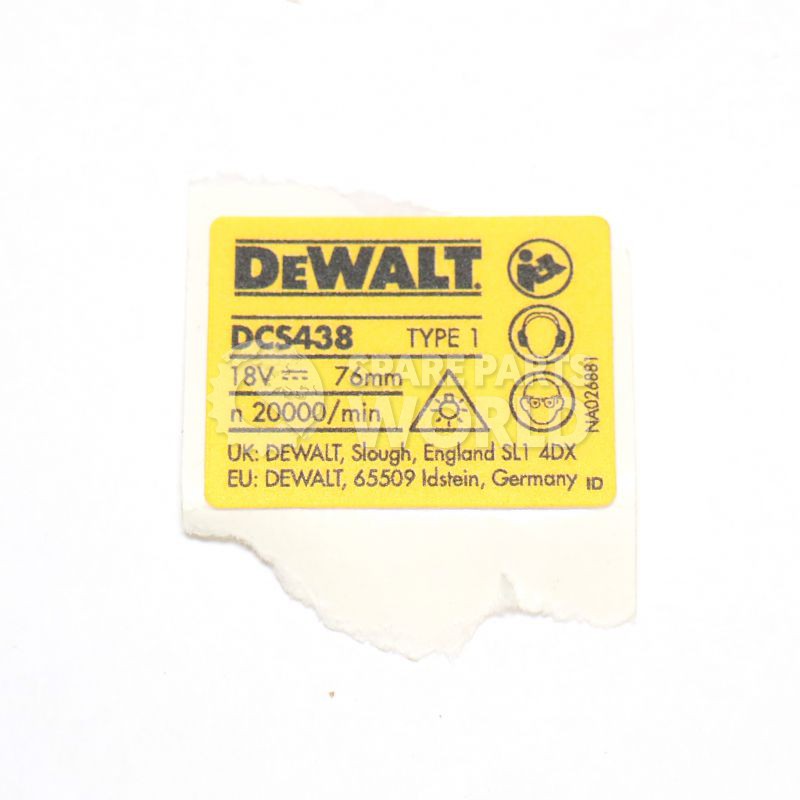 DEWALT
DCS438 TYPE 1
18V 76mm
n 20000/min
UK: DEWALT, Slough, England SL1 4DX
EU: DEWALT, 65509 Idstein, Germany ID
NA026881
SPARE PARTS
WORLD